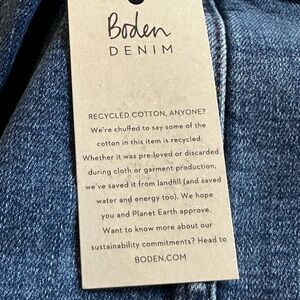 Boden
DENIM
RECYCLED COTTON, ANYONE?
We're chuffed to say some of the
cotton in this item is recycled.
Whether it was pre-loved or discarded
during cloth or garment production,
we've saved it from landfill (and saved
water and energy too). We hope
you and Planet Earth approve.
Want to know more about our
sustainability commitments? Head to
BODEN.COM